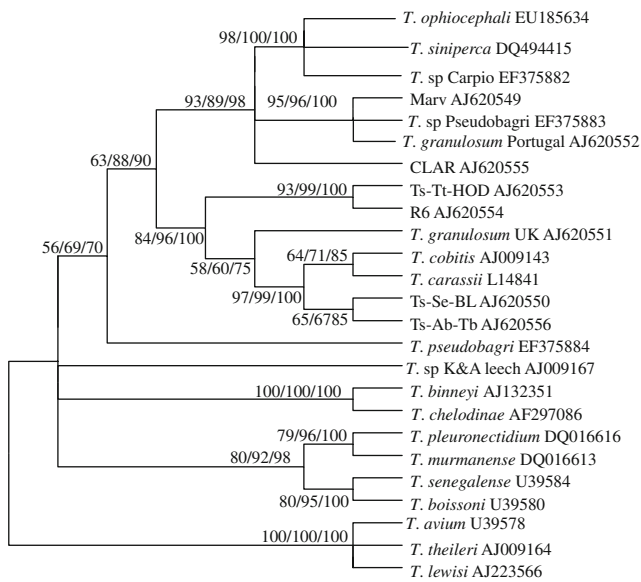 T. ophiocephali EU185634
98/100/100
T. siniperca DQ494415
T. sp Carpio EF375882
93/89/98
95/96/100
Marv AJ620549
T. sp Pseudobagri EF375883
T. granulosum Portugal AJ620552
63/88/90
CLAR AJ620555
93/99/100
Ts-Tt-HOD AJ620553
R6 AJ620554
84/96/100
T. granulosum UK AJ620551
56/69/70
58/60/75
64/71/85
T. cobitis AJ009143
T. carassii L14841
97/99/100
Ts-Se-BL AJ620550
65/6785
Ts-Ab-Tb AJ620556
T. pseudobagri EF375884
T. sp K&A leech AJ009167
100/100/100
T. binneyi AJ132351
T. chelodinae AF297086
79/96/100
T. pleuronectidium DQ016616
80/92/98
T. murmanense DQ016613
T. senegalense U39584
80/95/100
T. boissoni U39580
T. avium U39578
100/100/100
T. theileri AJ009164
T. lewisi AJ223566